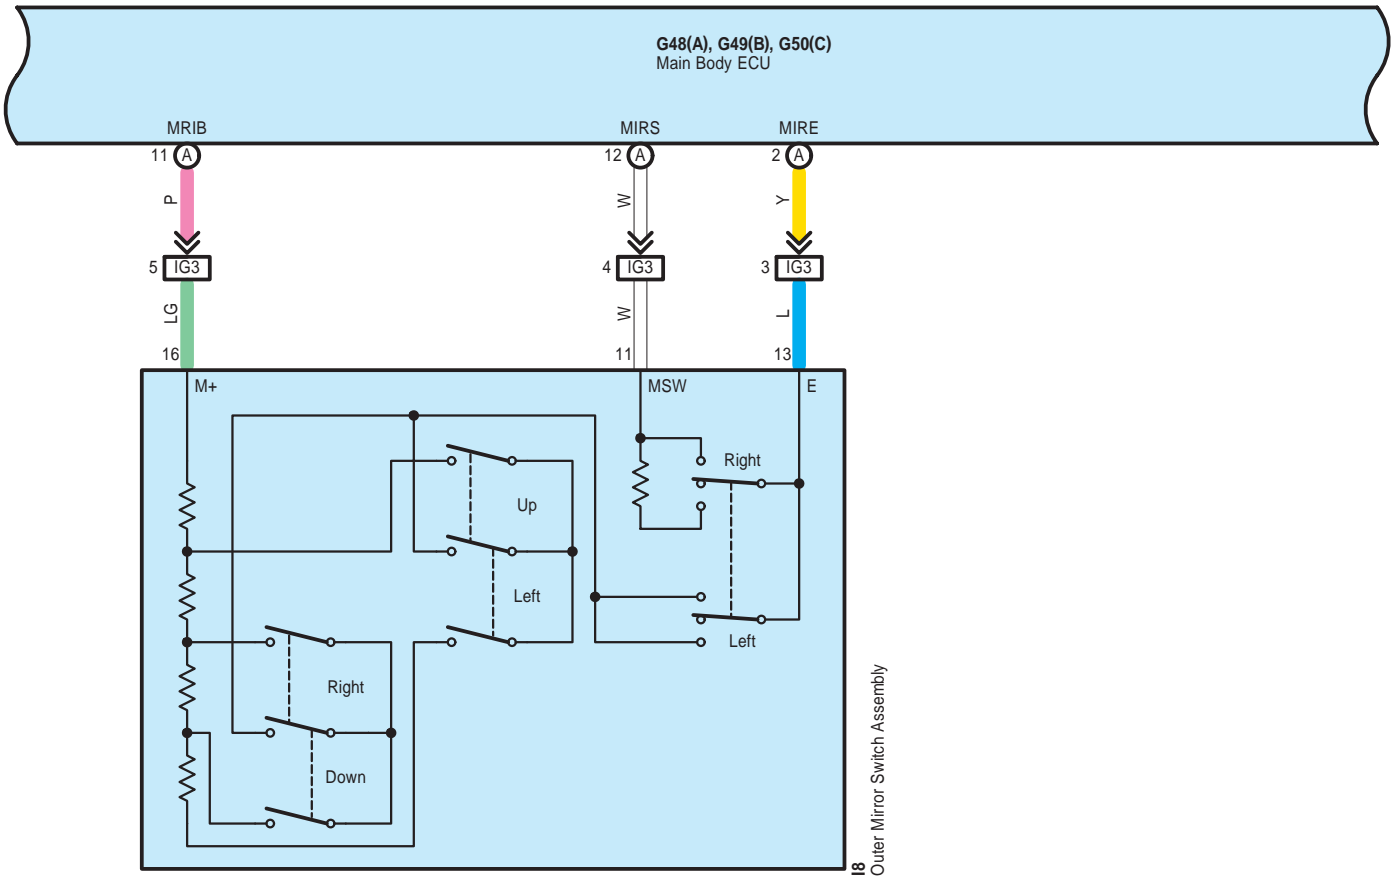 G48(A), G49(B), G50(C)
Main Body ECU
MRIB
MIRS
MIRE
11 A
12 A
2 A
P
W
Y
5 IG3
4 IG3
3 IG3
LG
W
L
16
11
13
M+
MSW
E
Right
Up
Left
Left
Right
Down
I8
Outer Mirror Switch Assembly